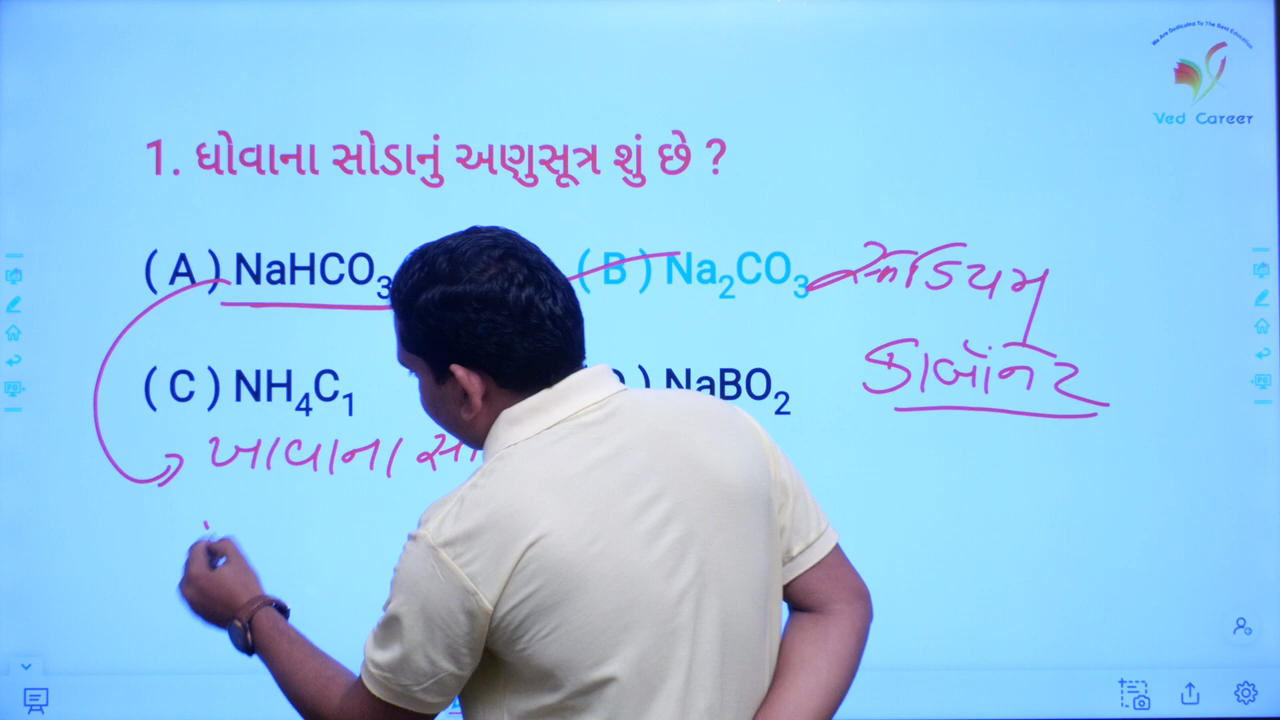 We Are Dedicated To The Best Education
Ved Career
1. ધોવાના સોડાનું અણુસૂત્ર શું છે ?
(A) NaHCO₃
(B) Na₂CO₃
સોડિયમ
કાર્બોનેટ
(C) NH₄C₁
) NaBO₂
ખાવાના